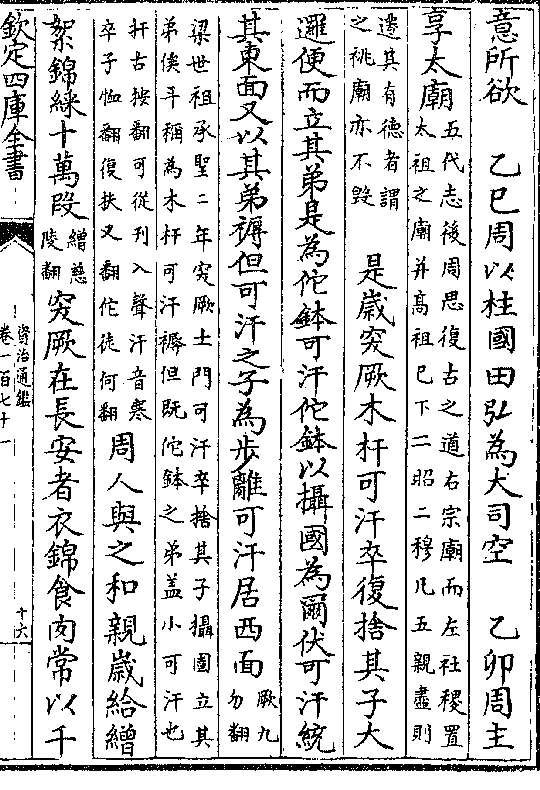 意所欲　乙巳周以柱國田弘為大司空　乙卯周主
享太廟
五代志後周思復古之道右宗廟而左社稷置
太祖之廟并高祖已下二昭二穆凡五親盡則
遷其有德者謂
之祧廟亦不毀
是歲突厥木杆可汗卒復捨其子大
邏便而立其弟是為佗鉢可汗佗鉢以攝國為爾伏可汗統
其東面又以其弟褥但可汗之子為步離可汗居西面
厥九
勿翻
梁世祖承聖二年突厥土門可汗卒捨其子攝圖立其
弟俟斗稱為木杆可汗褥但既佗鉢之弟蓋小可汗也
杆古按翻可從刊入聲汗音寒
卒子恤翻復扶又翻佗徒何翻
周人與之和親歲給繒
絮錦綵十萬段
繒慈
陵翻
突厥在長安者衣錦食肉常以千
欽定四庫全書
資治通鑑
卷一百七十一
十六